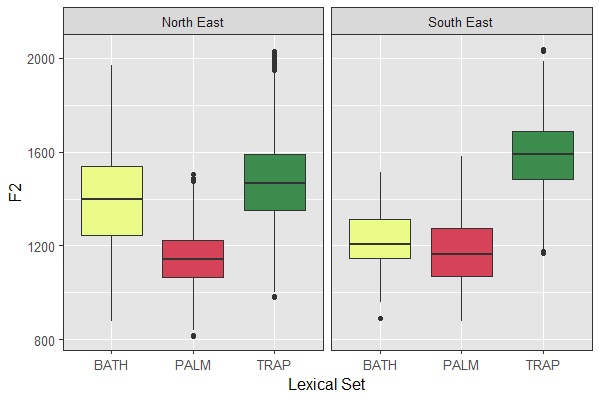 North East
South East
F2
2000
1600
1200
800
BATH PALM TRAP
BATH PALM TRAP
Lexical Set